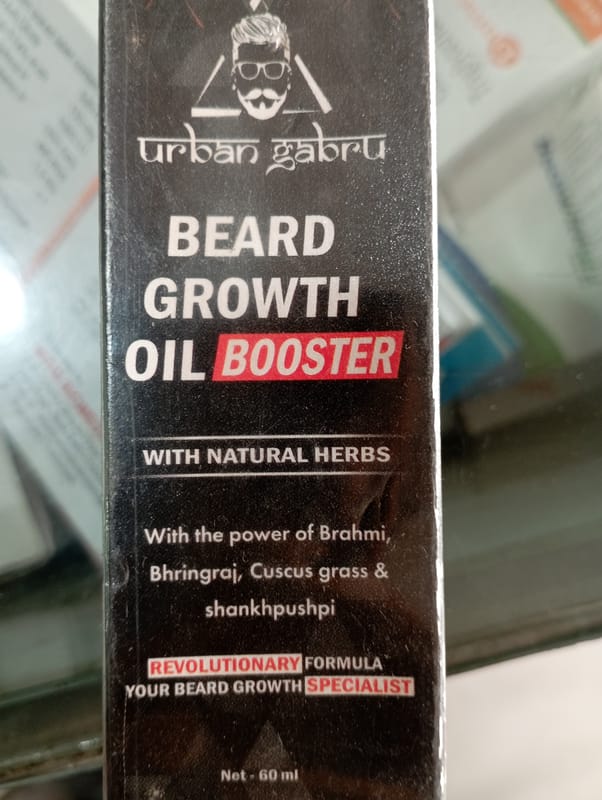 urban gabru
BEARD
GROWTH
OIL BOOSTER
WITH NATURAL HERBS
With the power of Brahmi,
Bhringraj, Cuscus grass &
shankhpushpi
REVOLUTIONARY FORMULA
YOUR BEARD GROWTH SPECIALIST
Net - 60 ml